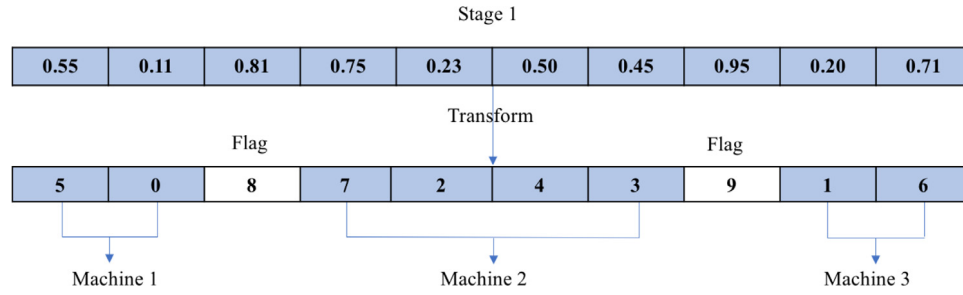 Stage 1
0.55 0.11 0.81 0.75 0.23 0.50 0.45 0.95 0.20 0.71
Transform
Flag Flag
5 0 8 7 2 4 3 9 1 6
Machine 1 Machine 2 Machine 3